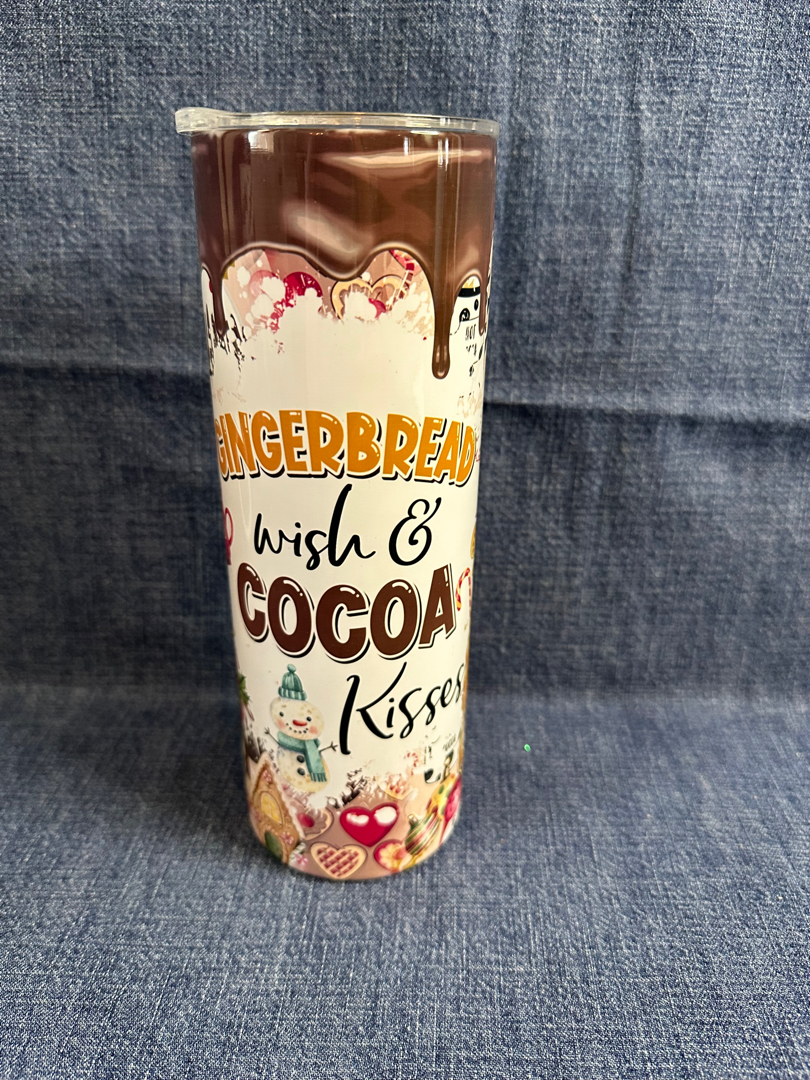 GINGERBREAD
wish &
COCOA
Kisses